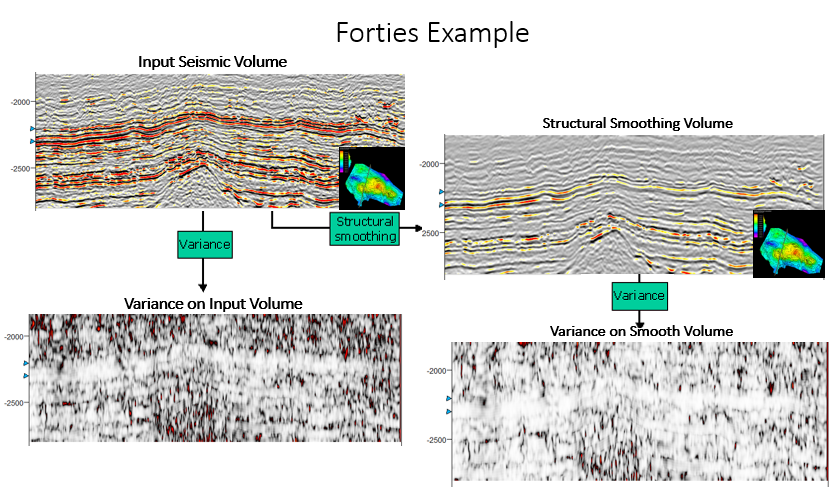 Forties Example
Input Seismic Volume
-2000
-2500
Structural
smoothing
Variance
Structural Smoothing Volume
-2000
-2500
Variance
Variance on Input Volume
-2000
-2500
Variance on Smooth Volume
-2000
-2500